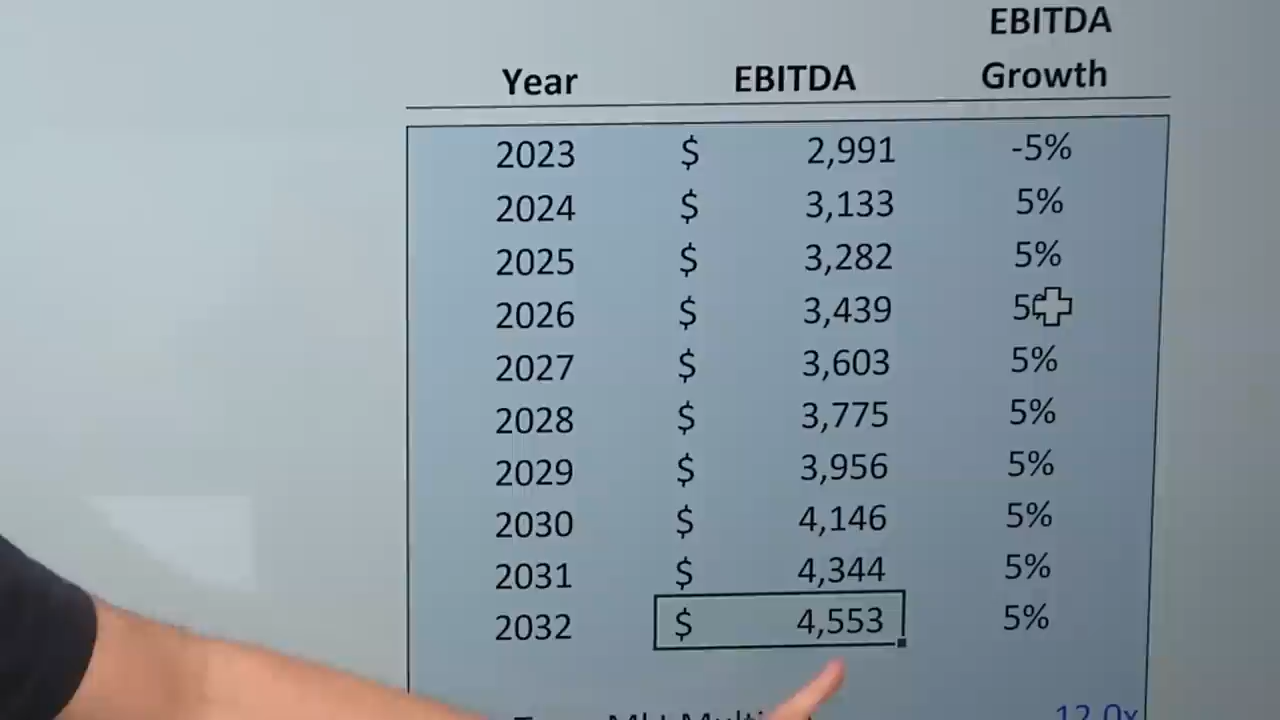 EBITDA
Year EBITDA Growth
2023 $ 2,991 -5%
2024 $ 3,133 5%
2025 $ 3,282 5%
2026 $ 3,439 5
2027 $ 3,603 5%
2028 $ 3,775 5%
2029 $ 3,956 5%
2030 $ 4,146 5%
2031 $ 4,344 5%
2032 $ 4,553 5%
12.0x